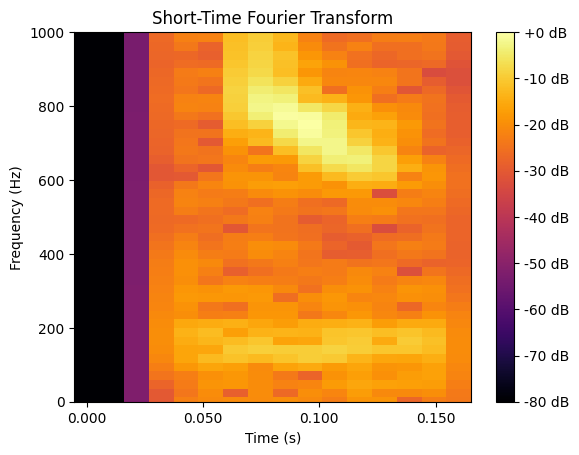 Short-Time Fourier Transform
1000
800
600
400
200
0
Frequency (Hz)
0.000
0.050
0.100
0.150
Time (s)
+0 dB
-10 dB
-20 dB
-30 dB
-40 dB
-50 dB
-60 dB
-70 dB
-80 dB